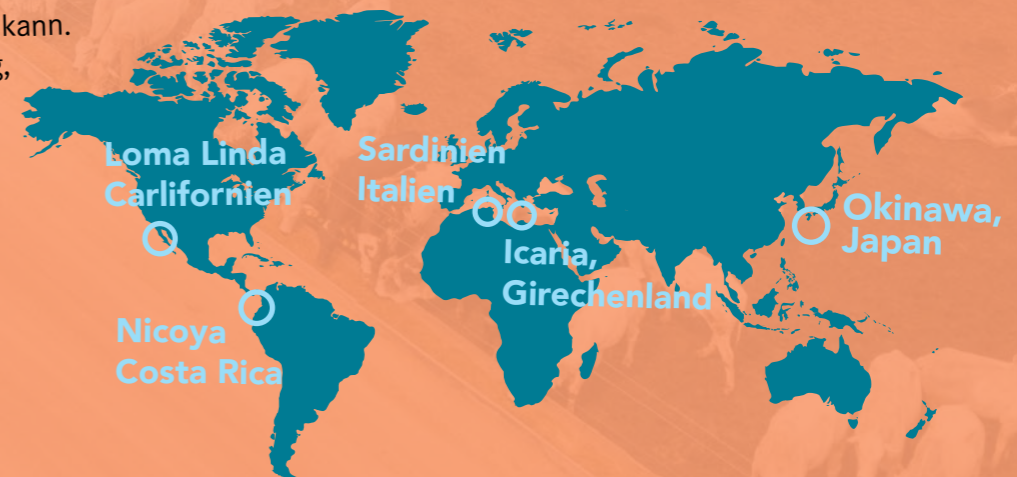 kann.
Loma Linda
Carlifornien
Sardinien
Italien
Okinawa,
Japan
Icaria,
Girechenland
Nicoya
Costa Rica